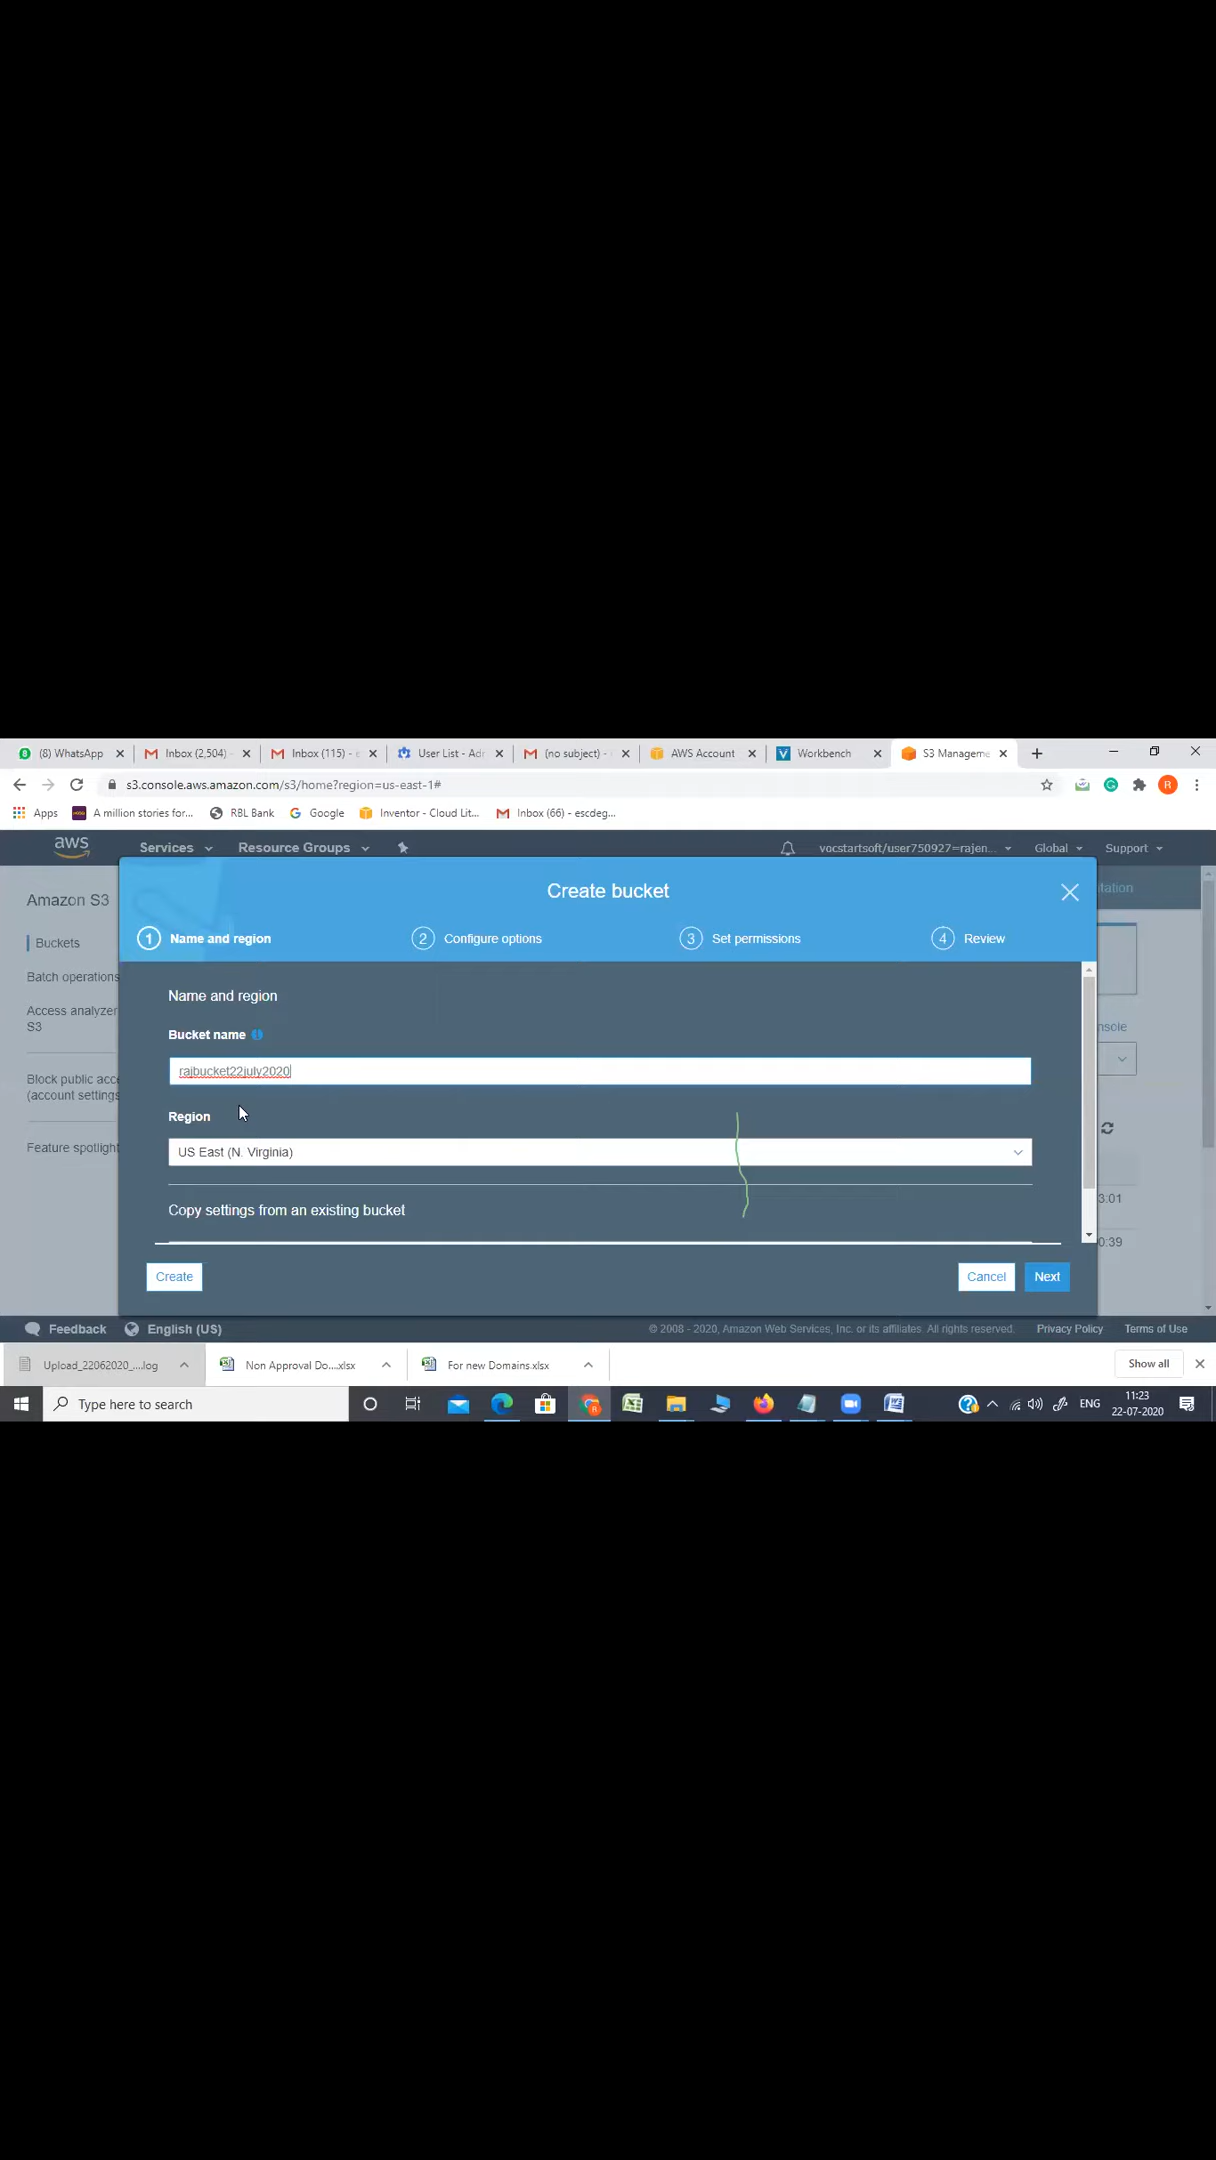 (8) WhatsApp
Inbox (2,504) -
Inbox (115) - e
User List - Adr
(no subject) -
AWS Account
Workbench
S3 Manageme
s3.console.aws.amazon.com/s3/home?region=us-east-1#
R
Apps
A million stories for...
RBL Bank
Google
Inventor - Cloud Lit...
Inbox (66) - escdeg...
aws
Services
Resource Groups
vocstartsoft/user750927=rajen...
Global
Support
Create bucket
tation
Amazon S3
1 Name and region
2 Configure options
3 Set permissions
4 Review
Buckets
Batch operations
Access analyzer
S3
Block public acce
(account settings
Feature spotlight
Name and region
Bucket name
rajbucket22july2020
Region
US East (N. Virginia)
Copy settings from an existing bucket
nsole
3:01
0:39
Create
Cancel
Next
Feedback
English (US)
© 2008 - 2020, Amazon Web Services, Inc. or its affiliates. All rights reserved.
Privacy Policy
Terms of Use
Upload_22062020_....log
Non Approval Do....xlsx
For new Domains.xlsx
Show all
Type here to search
ENG
11:23
22-07-2020